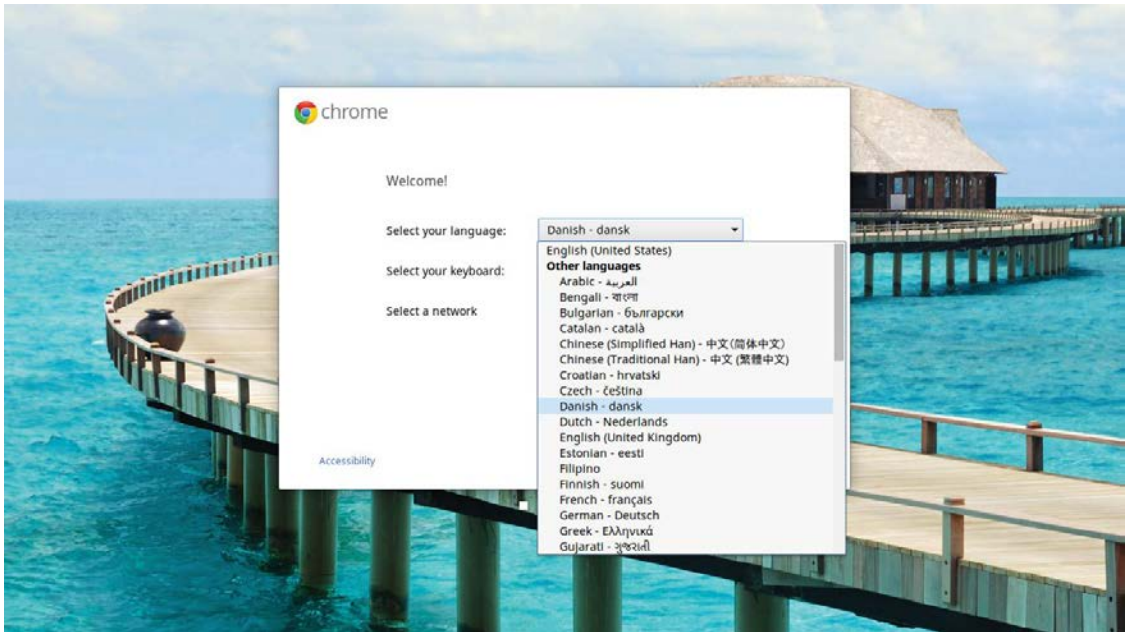 chrome
Welcome!
Select your language:
Danish - dansk
English (United States)
Other languages
Select your keyboard:
Arabic - العربية
Bengali - বাংলা
Bulgarian - български
Select a network
Catalan - català
Chinese (Simplified Han) - 中文（简体中文）
Chinese (Traditional Han) - 中文 (繁體中文)
Croatian - hrvatski
Czech - čeština
Danish - dansk
Dutch - Nederlands
English (United Kingdom)
Estonian - eesti
Accessibility
Filipino
Finnish - suomi
French - français
German - Deutsch
Greek - Ελληνικά
Gujarati - ગુજરાતી